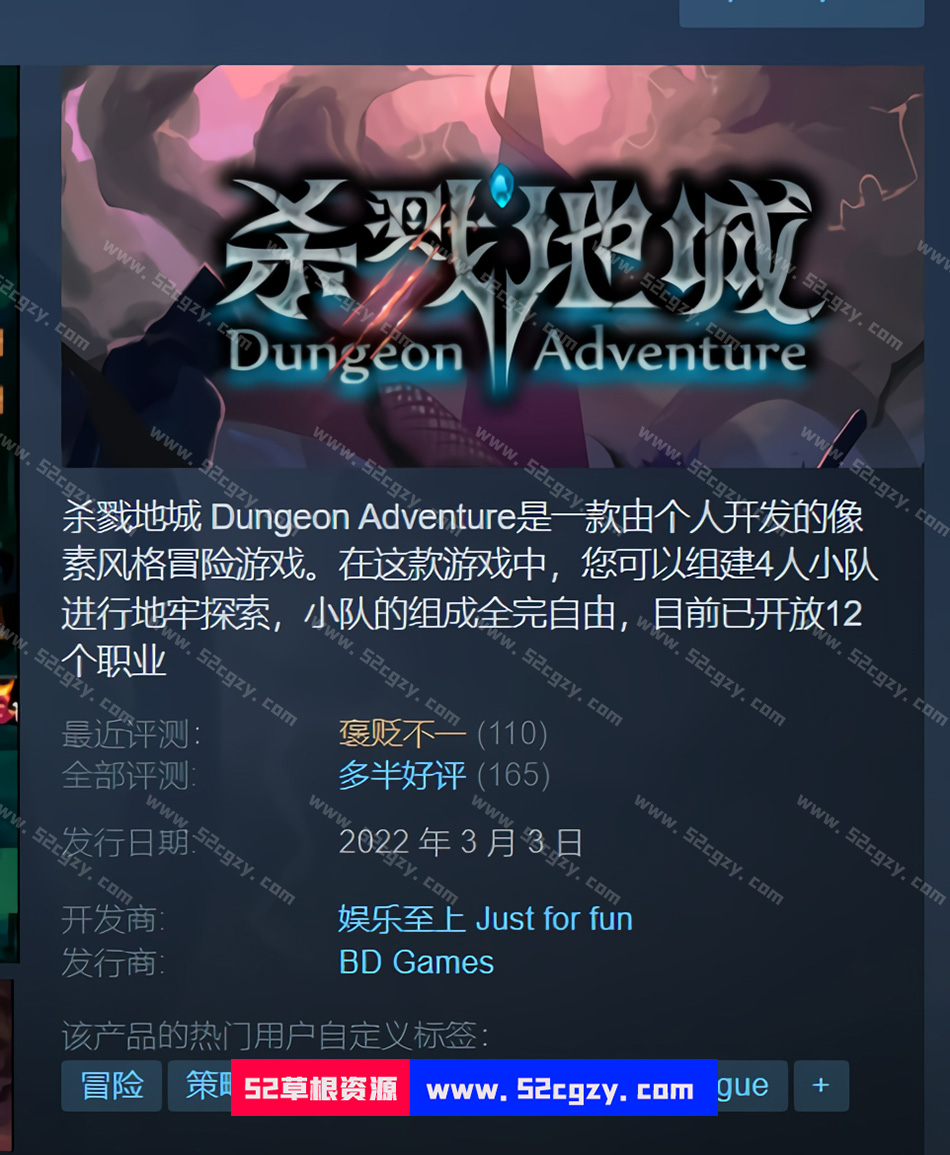 杀戮地城
Dungeon Adventure
杀戮地城 Dungeon Adventure是一款由个人开发的像
素风格冒险游戏。在这款游戏中，您可以组建4人小队
进行地牢探索，小队的组成全完自由，目前已开放12
个职业
最近评测: 褒贬不一 (110)
全部评测: 多半好评 (165)
发行日期: 2022 年 3 月 3 日
开发商: 娱乐至上 Just for fun
发行商: BD Games
该产品的热门用户自定义标签:
冒险 策略 52草根资源 www.52cgzy.com gue +
www.52cgzy.com